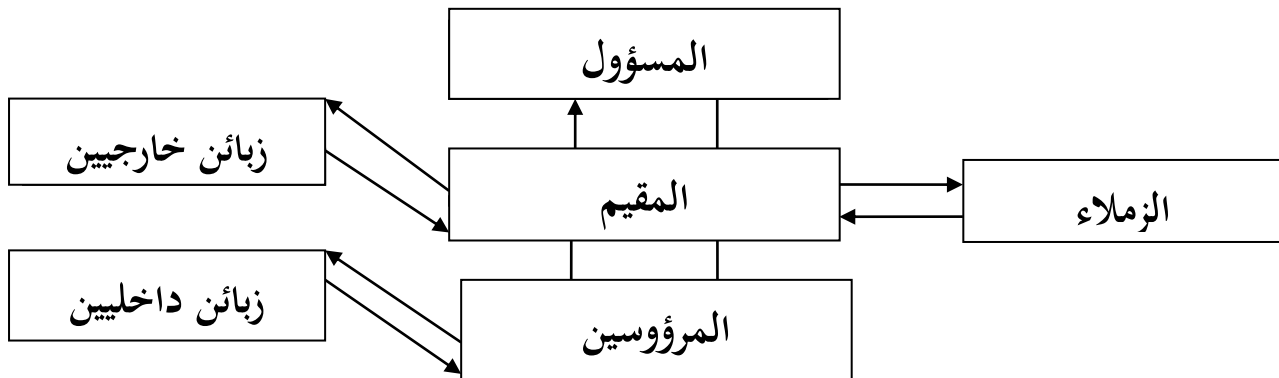 المسؤول
زبائن خارجيين
المقيم
الزملاء
زبائن داخليين
المرؤوسين